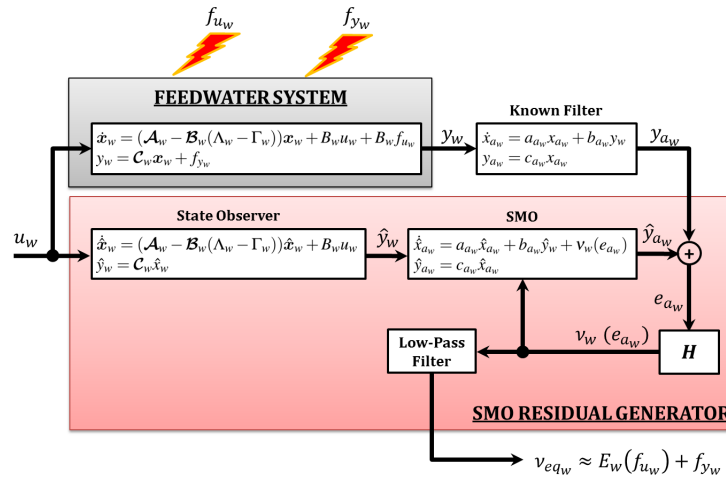 f_{u_w} f_{y_w}
FEEDWATER SYSTEM
ẋ_w = (𝓐_w − 𝓑_w(Λ_w − Γ_w))x_w + B_w u_w + B_w f_{u_w}
y_w = 𝓒_w x_w + f_{y_w}
y_w
Known Filter
ẋ_{a_w} = a_{a_w} x_{a_w} + b_{a_w} y_w
y_{a_w} = c_{a_w} x_{a_w}
y_{a_w}
u_w
State Observer
x̂̇_w = (𝓐_w − 𝓑_w(Λ_w − Γ_w))x̂_w + B_w u_w
ŷ_w = 𝓒_w x̂_w
ŷ_w
SMO
x̂̇_{a_w} = a_{a_w} x̂_{a_w} + b_{a_w} ŷ_w + ν_w(e_{a_w})
ŷ_{a_w} = c_{a_w} x̂_{a_w}
ŷ_{a_w}
+
e_{a_w}
H
ν_w (e_{a_w})
Low-Pass
Filter
SMO RESIDUAL GENERATOR
ν_{eq_w} ≈ E_w(f_{u_w}) + f_{y_w}